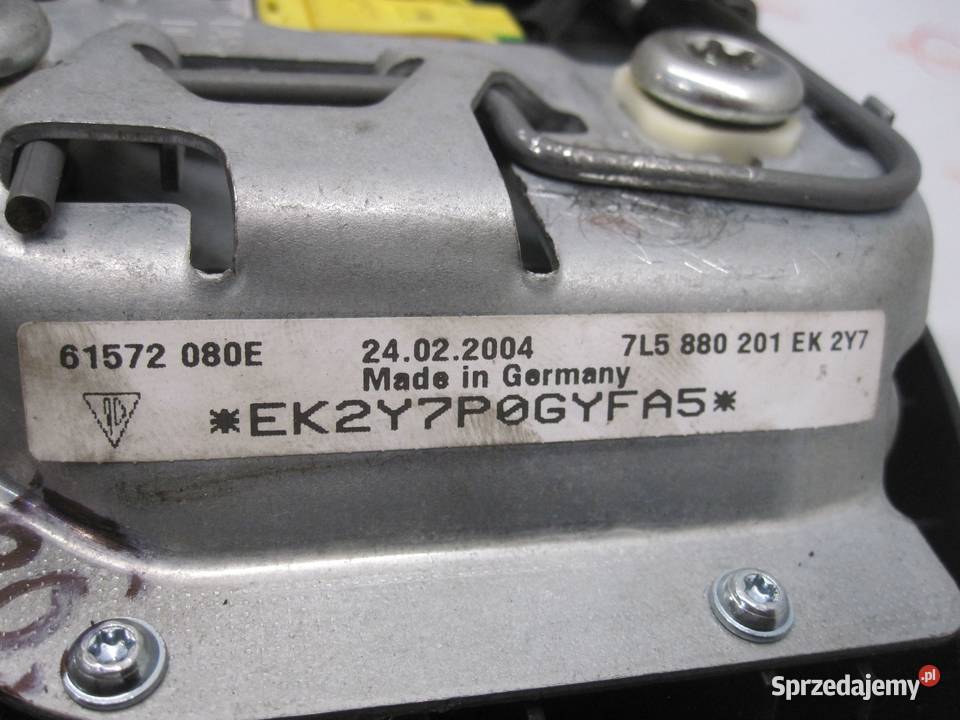 61572 080E 24.02.2004 7L5 880 201 EK 2Y7
Made in Germany
*EK2Y7P0GYFA5*
Sprzedajemy.pl